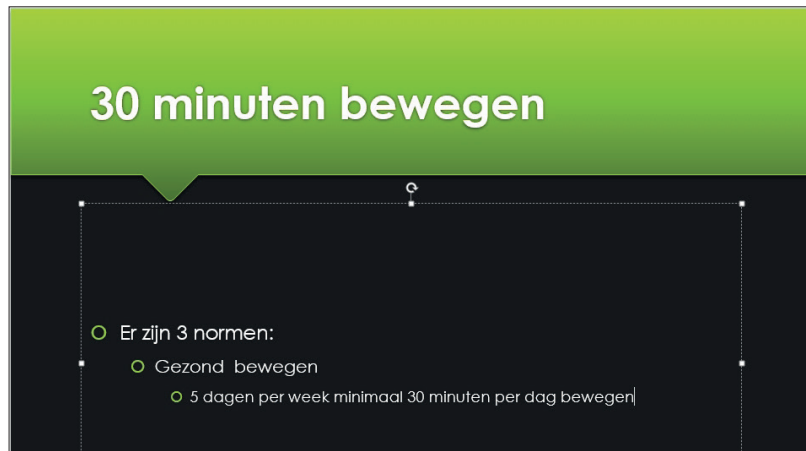 30 minuten bewegen
Er zijn 3 normen:
Gezond bewegen
5 dagen per week minimaal 30 minuten per dag bewegen